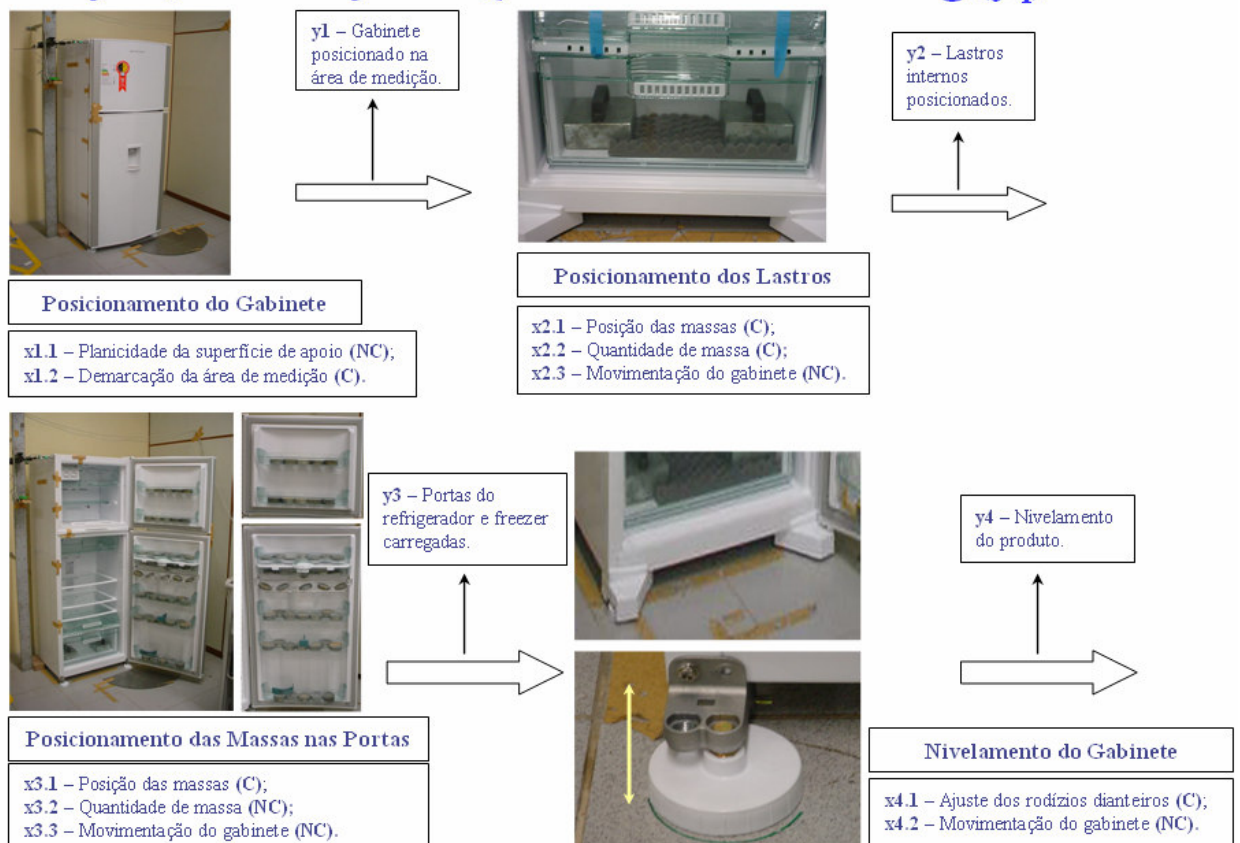 y1 – Gabinete
posicionado na
área de medição.
y2 – Lastros
internos
posicionados.
Posicionamento do Gabinete
x1.1 – Planicidade da superfície de apoio (NC);
x1.2 – Demarcação da área de medição (C).
Posicionamento dos Lastros
x2.1 – Posição das massas (C);
x2.2 – Quantidade de massa (C);
x2.3 – Movimentação do gabinete (NC).
y3 – Portas do
refrigerador e freezer
carregadas.
y4 – Nivelamento
do produto.
Posicionamento das Massas nas Portas
x3.1 – Posição das massas (C);
x3.2 – Quantidade de massa (NC);
x3.3 – Movimentação do gabinete (NC).
Nivelamento do Gabinete
x4.1 – Ajuste dos rodízios dianteiros (C);
x4.2 – Movimentação do gabinete (NC).